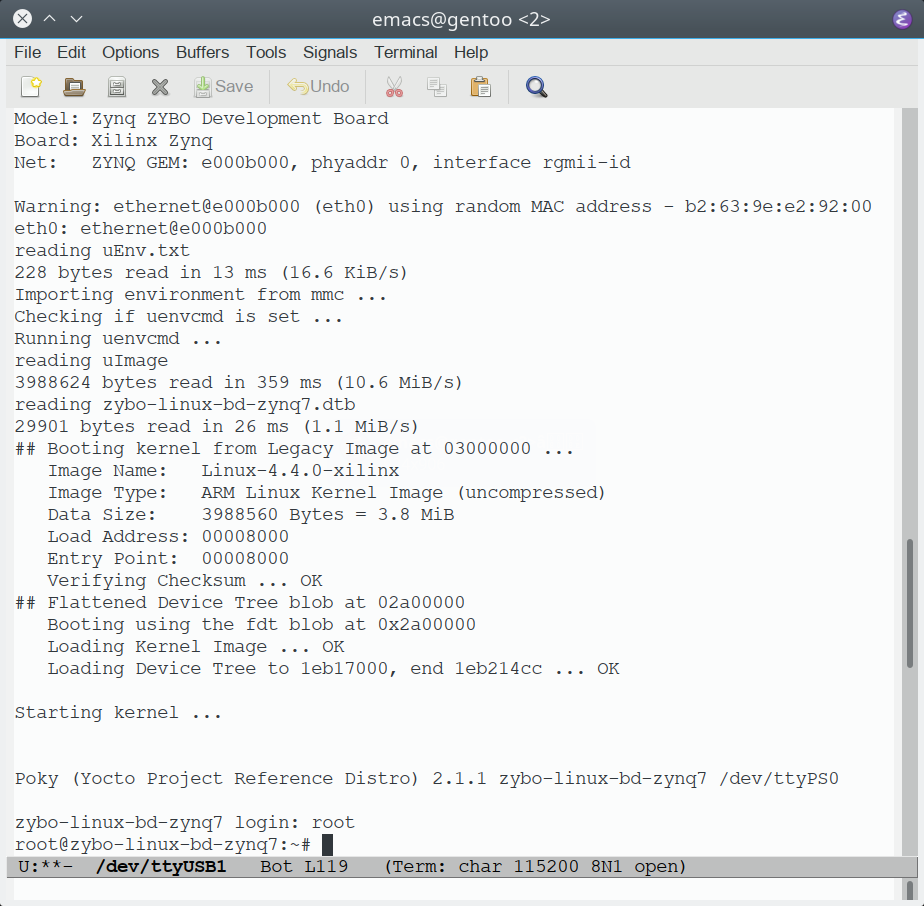 emacs@gentoo <2>
File Edit Options Buffers Tools Signals Terminal Help
Save Undo
Model: Zynq ZYBO Development Board
Board: Xilinx Zynq
Net:   ZYNQ GEM: e000b000, phyaddr 0, interface rgmii-id
Warning: ethernet@e000b000 (eth0) using random MAC address - b2:63:9e:e2:92:00
eth0: ethernet@e000b000
reading uEnv.txt
228 bytes read in 13 ms (16.6 KiB/s)
Importing environment from mmc ...
Checking if uenvcmd is set ...
Running uenvcmd ...
reading uImage
3988624 bytes read in 359 ms (10.6 MiB/s)
reading zybo-linux-bd-zynq7.dtb
29901 bytes read in 26 ms (1.1 MiB/s)
## Booting kernel from Legacy Image at 03000000 ...
   Image Name:   Linux-4.4.0-xilinx
   Image Type:   ARM Linux Kernel Image (uncompressed)
   Data Size:    3988560 Bytes = 3.8 MiB
   Load Address: 00008000
   Entry Point:  00008000
   Verifying Checksum ... OK
## Flattened Device Tree blob at 02a00000
   Booting using the fdt blob at 0x2a00000
   Loading Kernel Image ... OK
   Loading Device Tree to 1eb17000, end 1eb214cc ... OK
Starting kernel ...
Poky (Yocto Project Reference Distro) 2.1.1 zybo-linux-bd-zynq7 /dev/ttyPS0
zybo-linux-bd-zynq7 login: root
root@zybo-linux-bd-zynq7:~#
U:**-  /dev/ttyUSB1   Bot L119   (Term: char 115200 8N1 open)